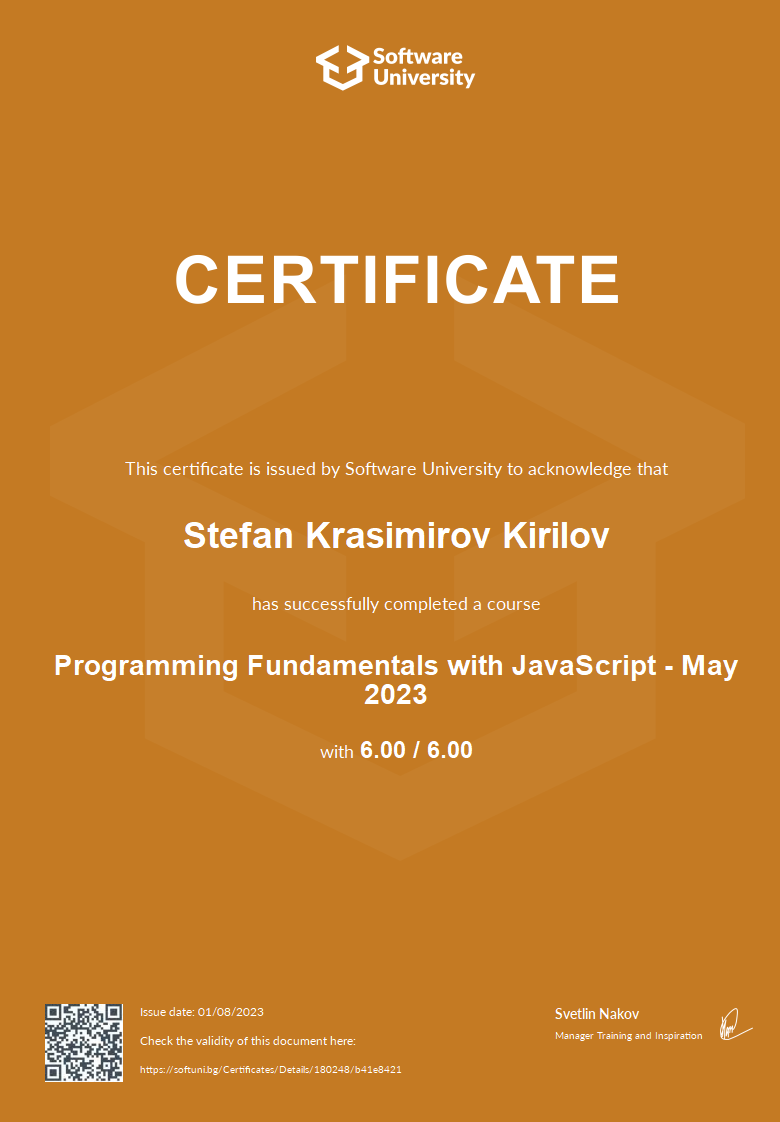 Software
University
CERTIFICATE
This certificate is issued by Software University to acknowledge that
Stefan Krasimirov Kirilov
has successfully completed a course
Programming Fundamentals with JavaScript - May
2023
with 6.00 / 6.00
Issue date: 01/08/2023
Check the validity of this document here:
https://softuni.bg/Certificates/Details/180248/b41e8421
Svetlin Nakov
Manager Training and Inspiration